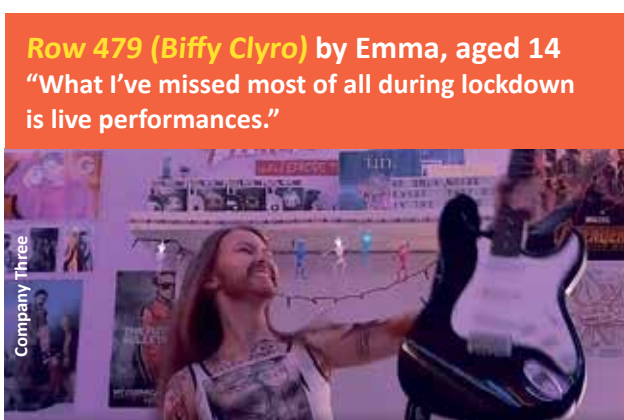 Row 479 (Biffy Clyro) by Emma, aged 14
“What I’ve missed most of all during lockdown
is live performances.”
Company Three